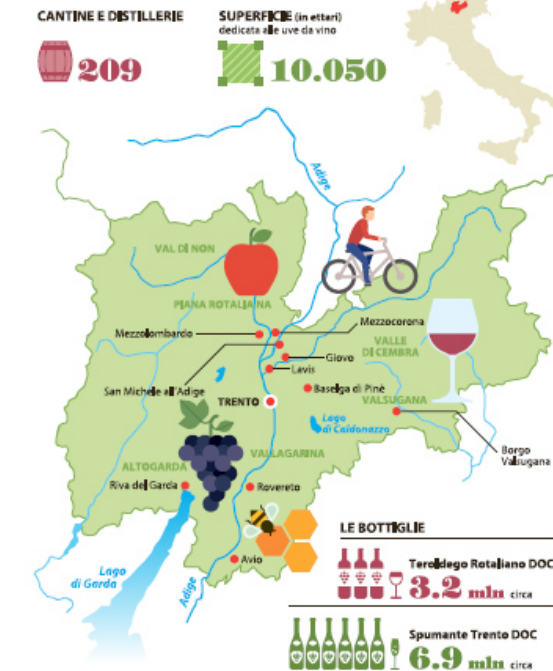 CANTINE E DISTILLERIE
209
SUPERFICIE (in ettari)
dedicata alle uve da vino
10.050
Adige
VAL DI NON
PIANA ROTALIANA
Mezzolombardo
Mezzocorona
VALLE
DI CEMBRA
Giovo
Lavis
San Michele all'Adige
Baselga di Pinè
TRENTO
VALSUGANA
Lago
di Caldonazzo
Borgo
Valsugana
VALLAGARINA
ALTOGARDA
Riva del Garda
Rovereto
Avio
Lago
di Garda
Adige
LE BOTTIGLIE
Teroldego Rotaliano DOC
3.2 mln circa
Spumante Trento DOC
6.9 mln circa